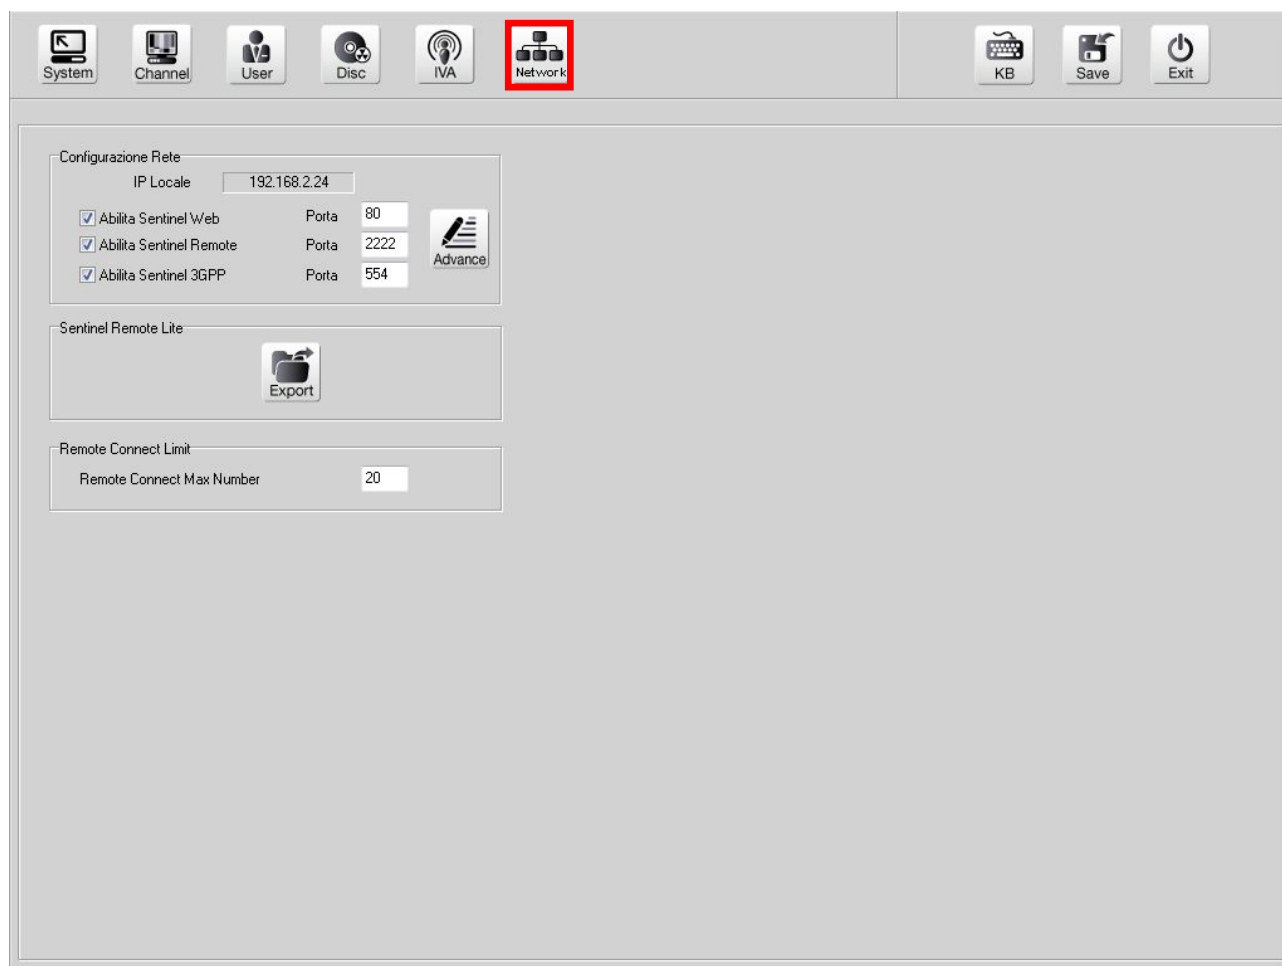 System Channel User Disc IVA Network KB Save Exit
Configurazione Rete
IP Locale 192.168.2.24
Abilita Sentinel Web Porta 80
Abilita Sentinel Remote Porta 2222
Advance
Abilita Sentinel 3GPP Porta 554
Sentinel Remote Lite
Export
Remote Connect Limit
Remote Connect Max Number 20